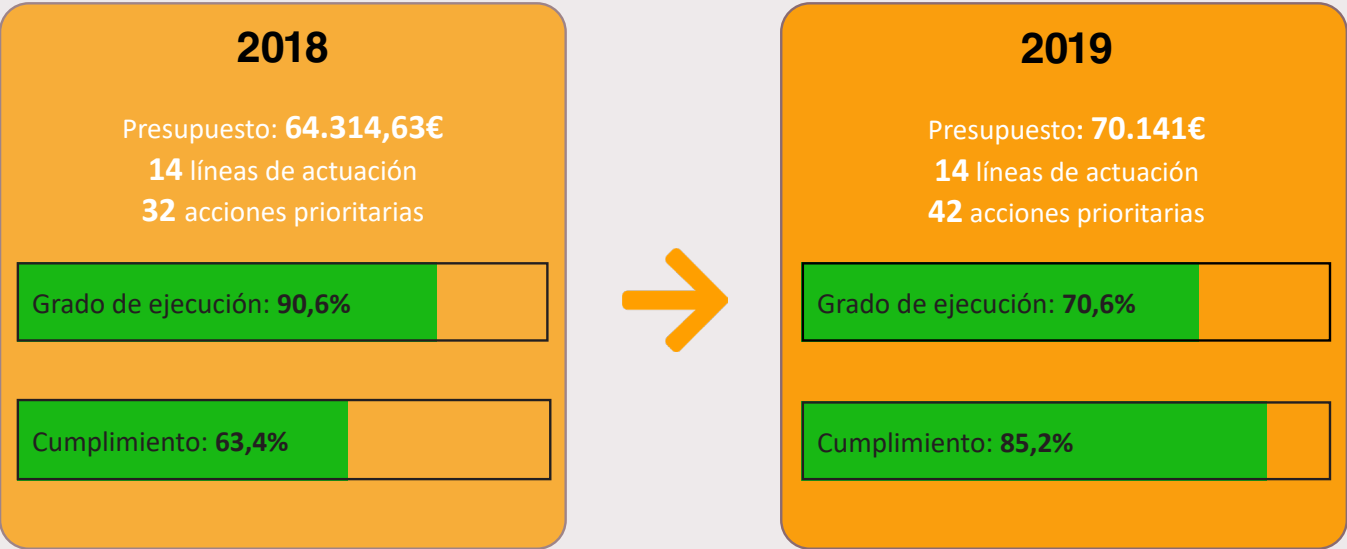 2018
Presupuesto: 64.314,63€
14 líneas de actuación
32 acciones prioritarias
Grado de ejecución: 90,6%
Cumplimiento: 63,4%
2019
Presupuesto: 70.141€
14 líneas de actuación
42 acciones prioritarias
Grado de ejecución: 70,6%
Cumplimiento: 85,2%